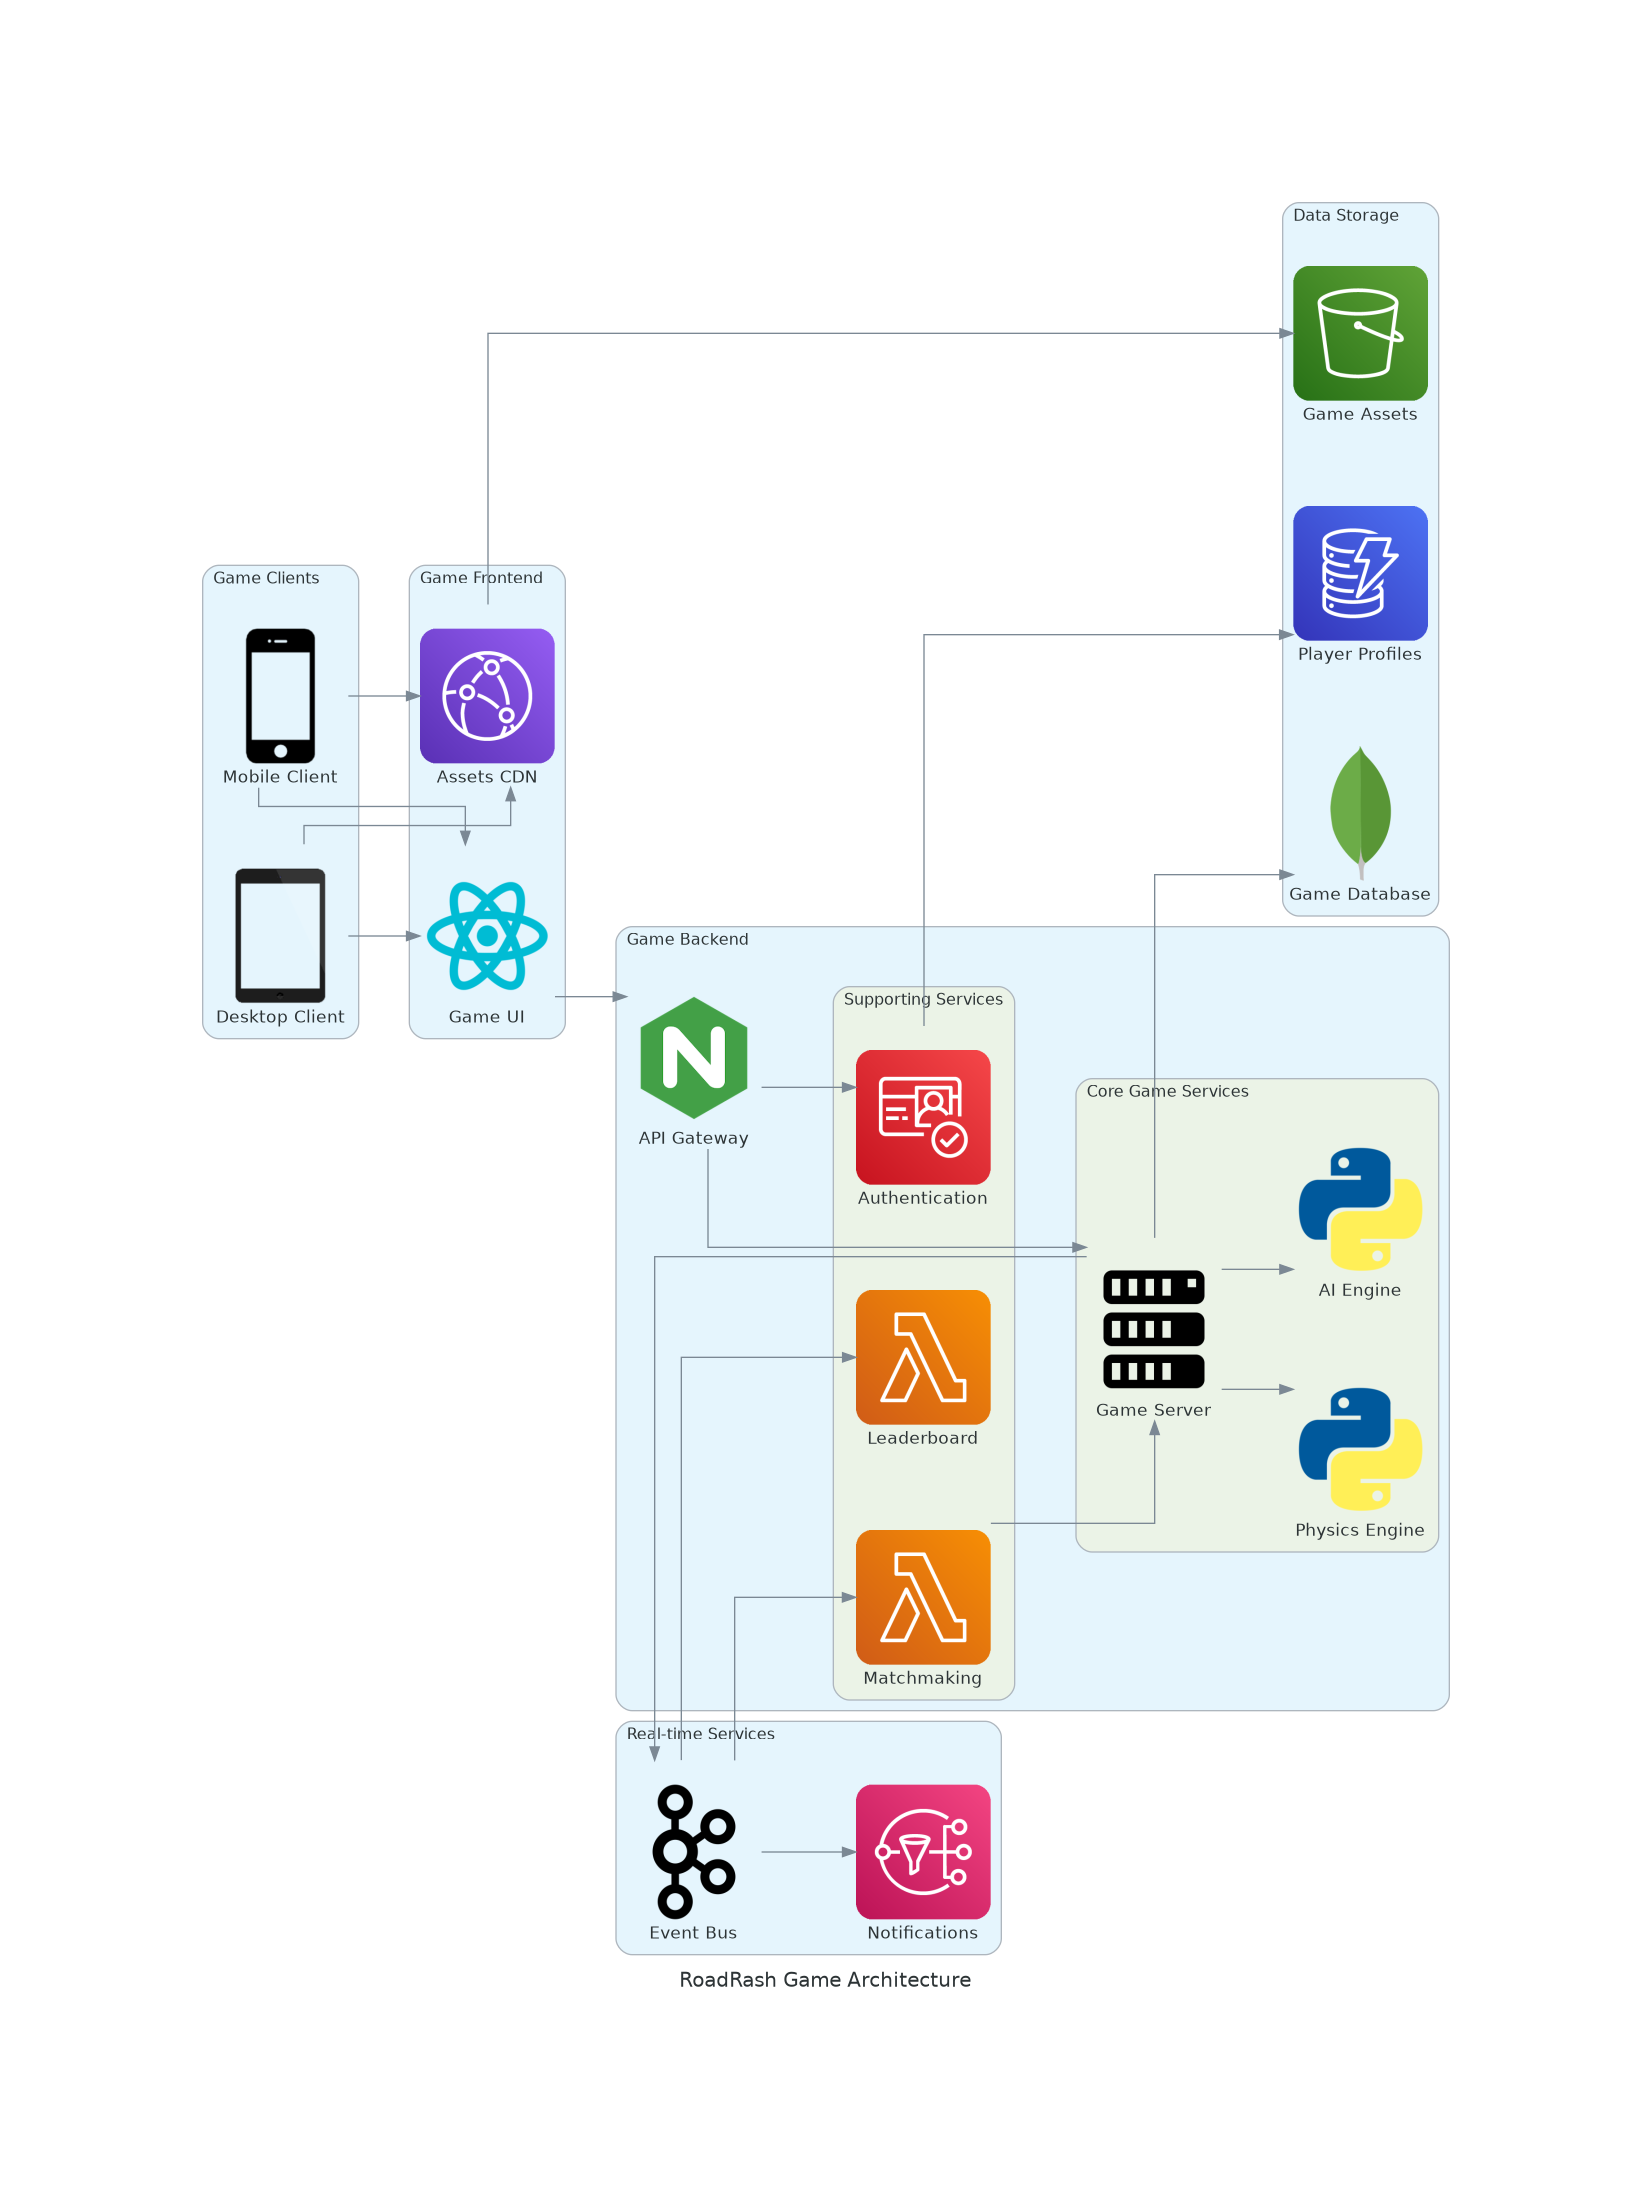 Data Storage
Game Assets
Player Profiles
Game Database
Game Clients
Mobile Client
Desktop Client
Game Frontend
Assets CDN
Game UI
Game Backend
API Gateway
Supporting Services
Authentication
Leaderboard
Matchmaking
Core Game Services
Game Server
AI Engine
Physics Engine
Real-time Services
Event Bus
Notifications
RoadRash Game Architecture